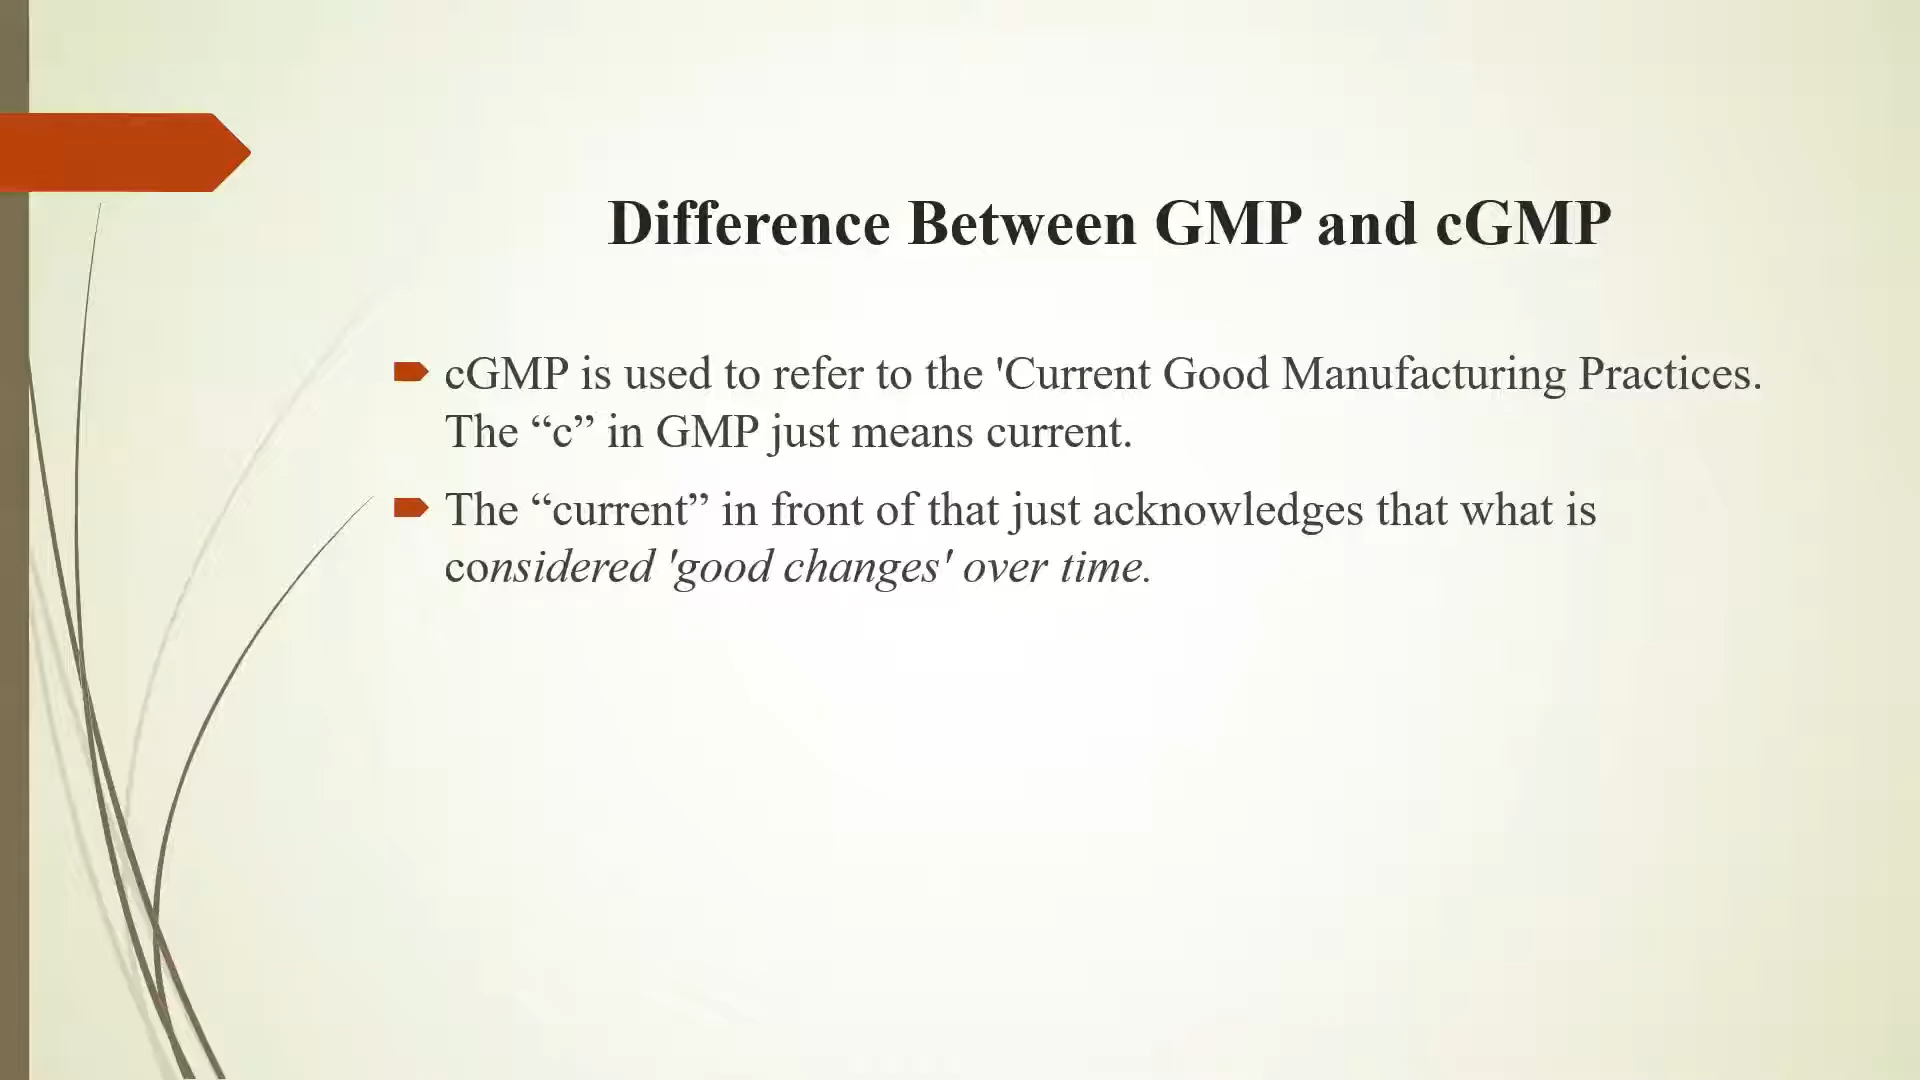 Difference Between GMP and cGMP
cGMP is used to refer to the 'Current Good Manufacturing Practices.
The “c” in GMP just means current.
The “current” in front of that just acknowledges that what is
considered 'good changes' over time.